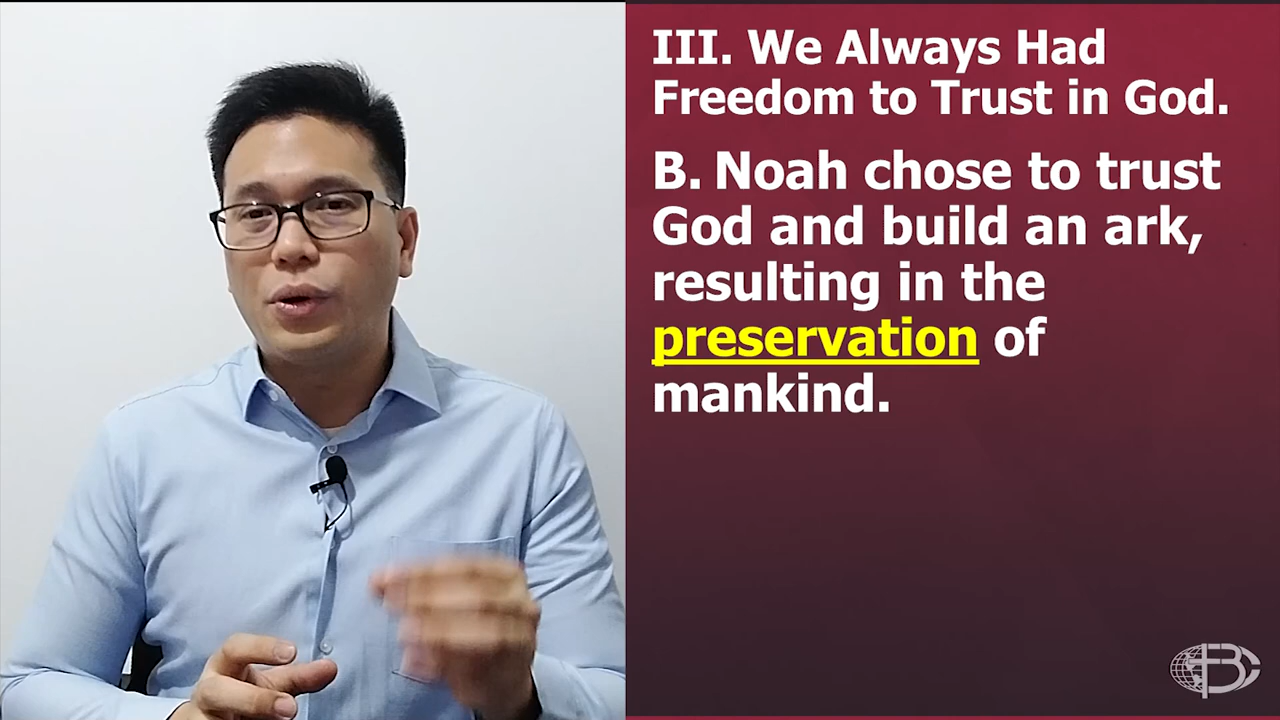 III. We Always Had
Freedom to Trust in God.
B. Noah chose to trust
God and build an ark,
resulting in the
preservation of
mankind.